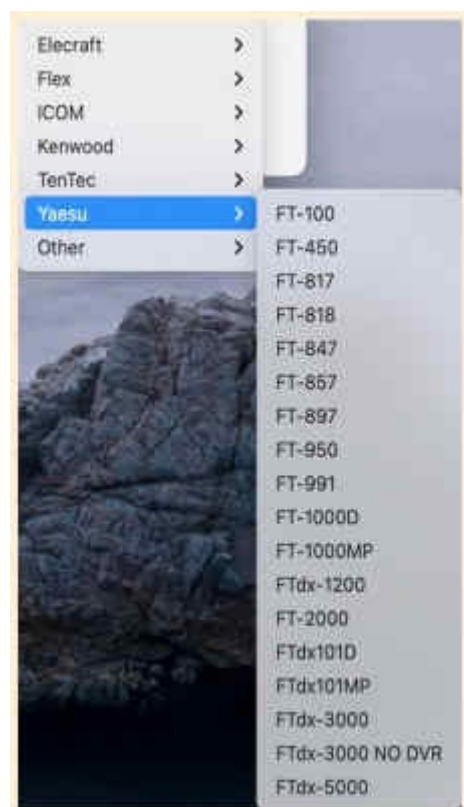 Elecraft
Flex
ICOM
Kenwood
TenTec
Yaesu
Other
FT-100
FT-450
FT-817
FT-818
FT-847
FT-857
FT-897
FT-950
FT-991
FT-1000D
FT-1000MP
FTdx-1200
FT-2000
FTdx101D
FTdx101MP
FTdx-3000
FTdx-3000 NO DVR
FTdx-5000